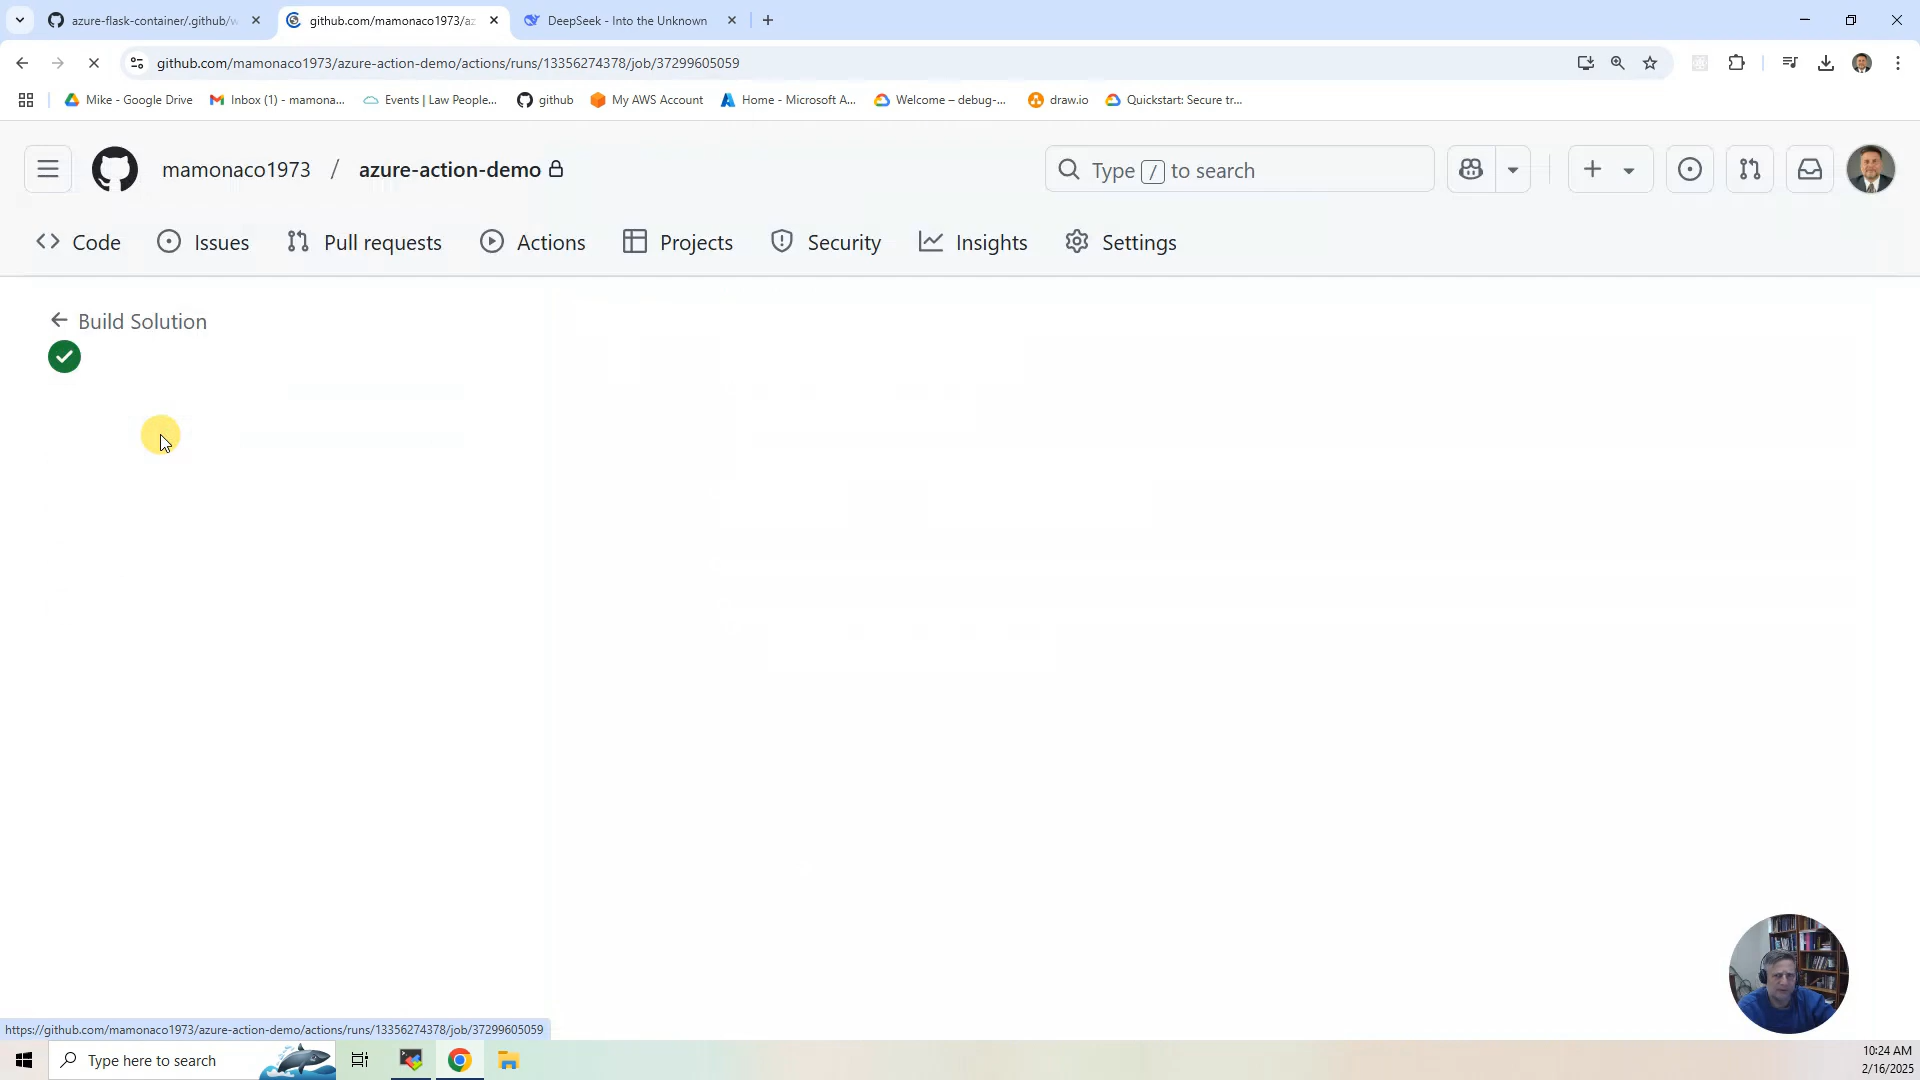 azure-flask-container/.github/w
github.com/mamonaco1973/az
DeepSeek - Into the Unknown
github.com/mamonaco1973/azure-action-demo/actions/runs/13356274378/job/37299605059
Mike - Google Drive
Inbox (1) - mamona...
Events | Law People...
github
My AWS Account
Home - Microsoft A...
Welcome – debug-...
draw.io
Quickstart: Secure tr...
mamonaco1973 / azure-action-demo
Type / to search
Code
Issues
Pull requests
Actions
Projects
Security
Insights
Settings
Build Solution
https://github.com/mamonaco1973/azure-action-demo/actions/runs/13356274378/job/37299605059
Type here to search
10:24 AM
2/16/2025